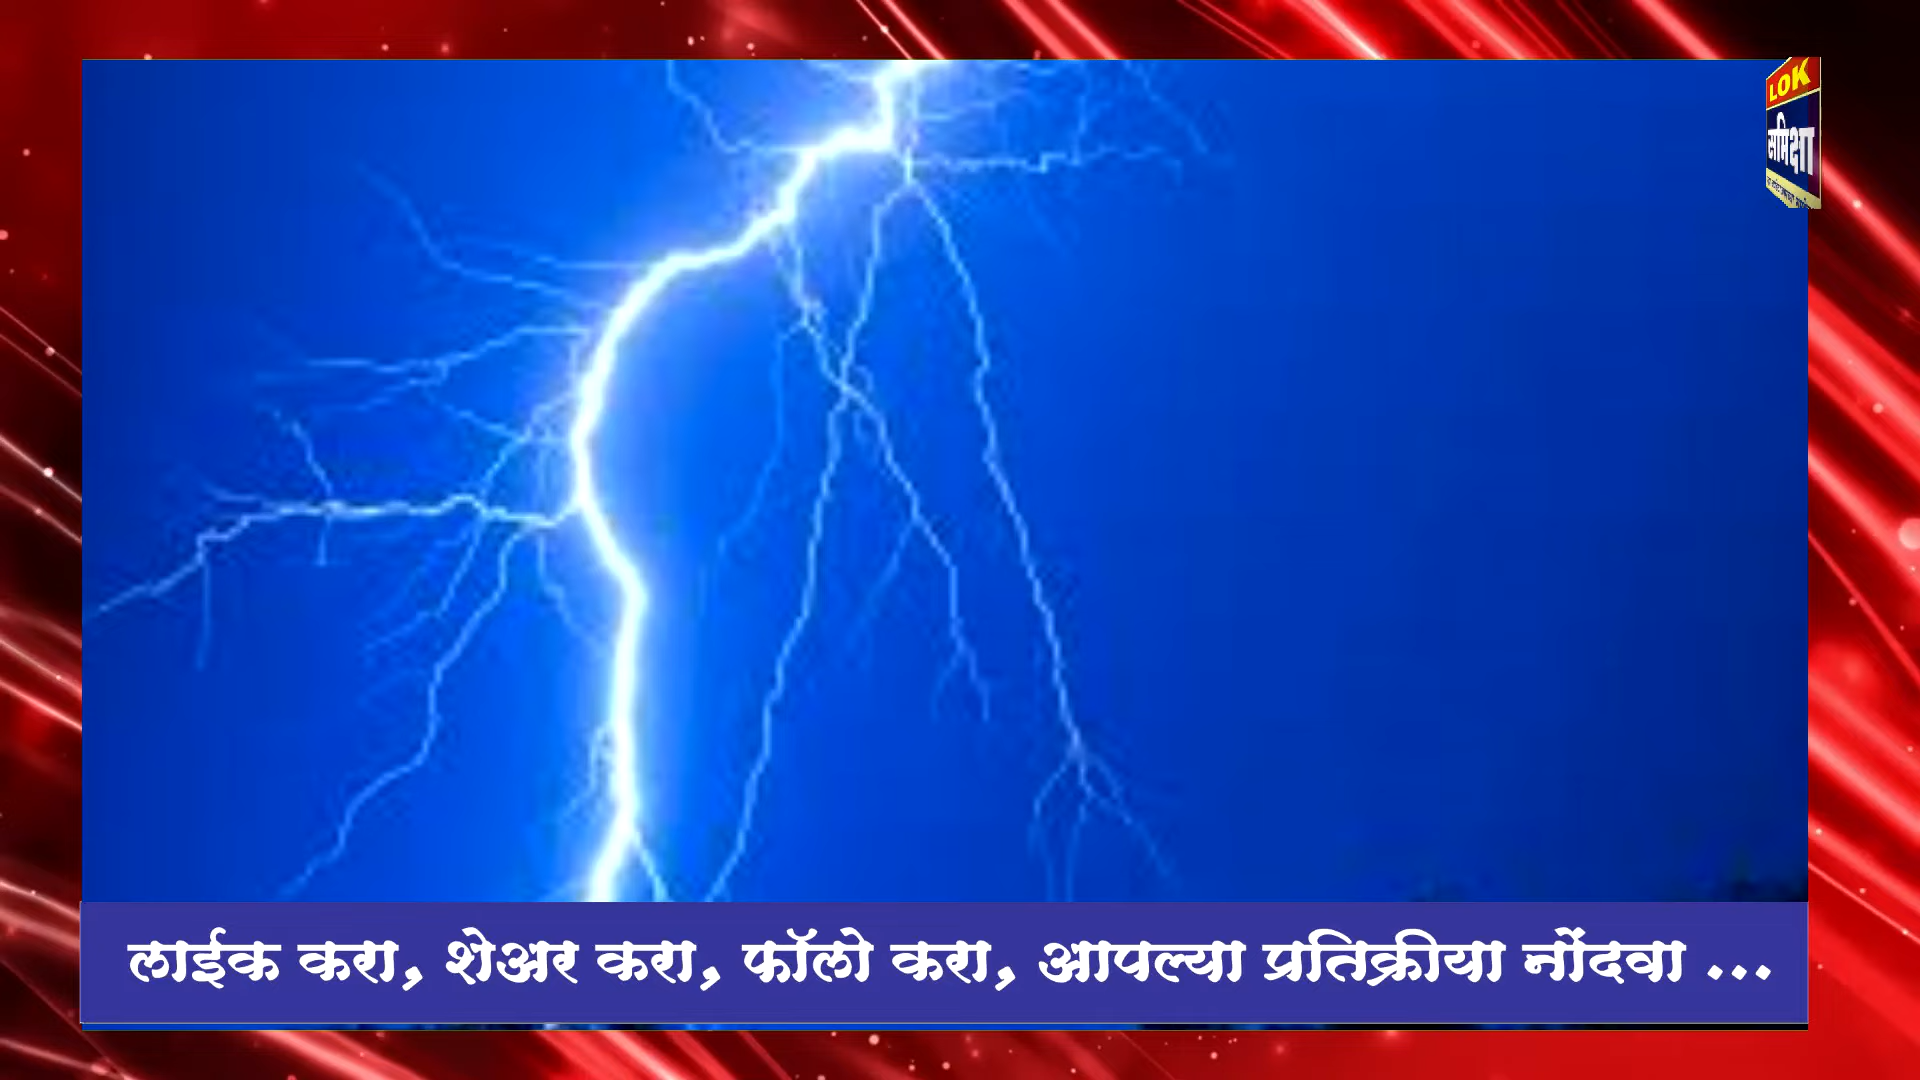 LOK
समिक्षा
लाईक करा, शेअर करा, फॉलो करा, आपल्या प्रतिक्रीया नोंदवा ...